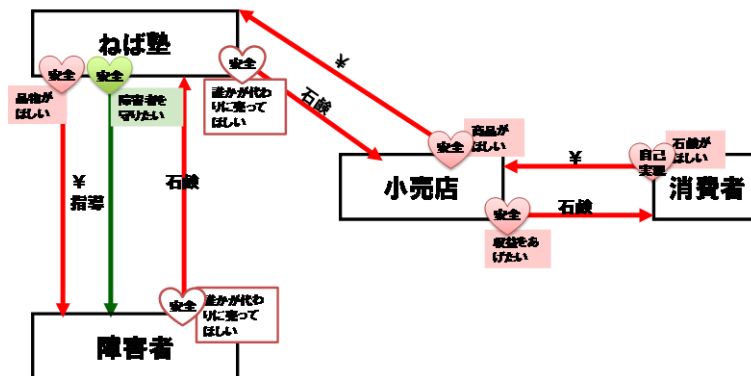 ねば塾
安全
安全
安全
品物が
ほしい
障害者を
守りたい
誰かが代わ
りに売って
ほしい
¥
石鹸
¥
指導
石鹸
安全
商品が
ほしい
小売店
¥
自己
実現
石鹸が
ほしい
消費者
安全
石鹸
収益をあ
げたい
安全
誰かが代わ
りに売って
ほしい
障害者